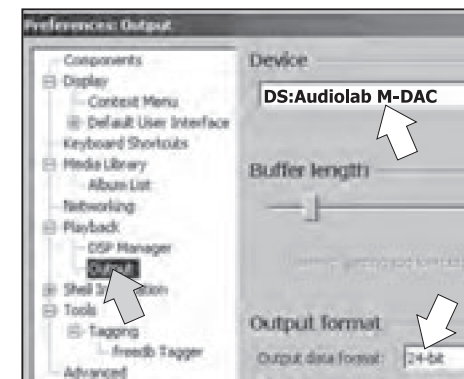 Preferences: Output
Components
Display
Context Menu
Default User Interface
Keyboard Shortcuts
Media Library
Album List
Networking
Playback
DSP Manager
Output
Shell
Tools
Tagging
freedb Tagger
Advanced
Device
DS:Audiolab M-DAC
Buffer length
Output format
Output data format: 24-bit